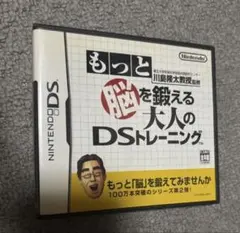 もっと
川島隆太教授監修
Nintendo
脳を鍛える
大人の
DSトレーニング
NINTENDO DS
もっと「脳」を鍛えてみませんか
100万本突破のシリーズ第2弾!